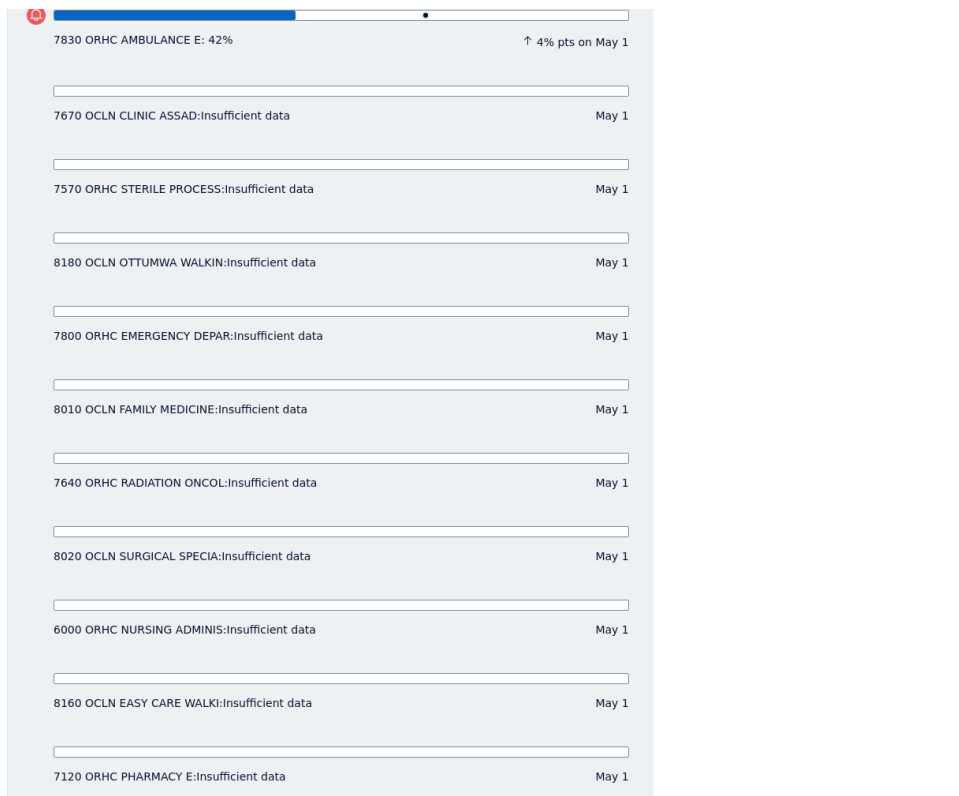 7830 ORHC AMBULANCE E: 42% ↑ 4% pts on May 1
7670 OCLN CLINIC ASSAD:Insufficient data May 1
7570 ORHC STERILE PROCESS:Insufficient data May 1
8180 OCLN OTTUMWA WALKIN:Insufficient data May 1
7800 ORHC EMERGENCY DEPAR:Insufficient data May 1
8010 OCLN FAMILY MEDICINE:Insufficient data May 1
7640 ORHC RADIATION ONCOL:Insufficient data May 1
8020 OCLN SURGICAL SPECIA:Insufficient data May 1
6000 ORHC NURSING ADMINIS:Insufficient data May 1
8160 OCLN EASY CARE WALKI:Insufficient data May 1
7120 ORHC PHARMACY E:Insufficient data May 1